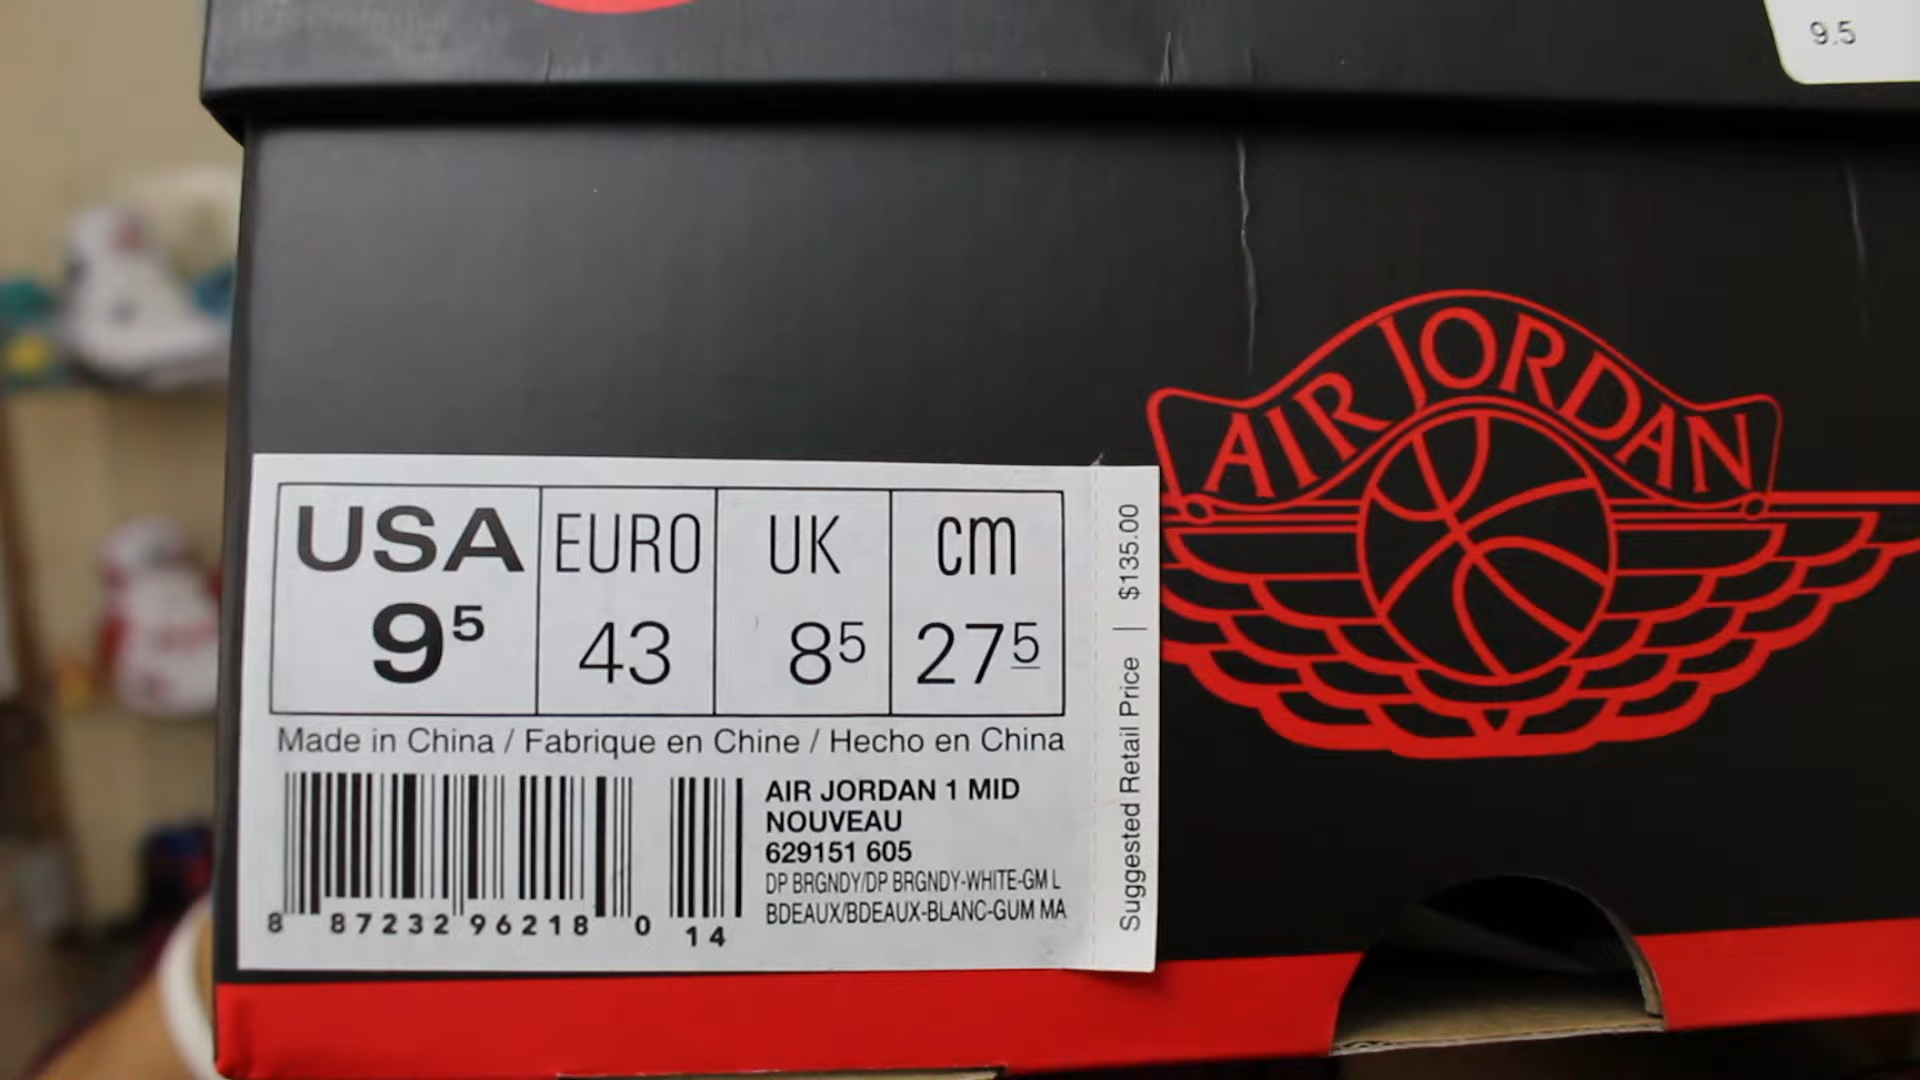 9.5
AIR JORDAN
USA EURO UK cm
9⁵ 43 8⁵ 27⁵
Made in China / Fabrique en Chine / Hecho en China
AIR JORDAN 1 MID
NOUVEAU
629151 605
DP BRGNDY/DP BRGNDY-WHITE-GM L
BDEAUX/BDEAUX-BLANC-GUM MA
8 87232 96218 0 14
Suggested Retail Price | $135.00